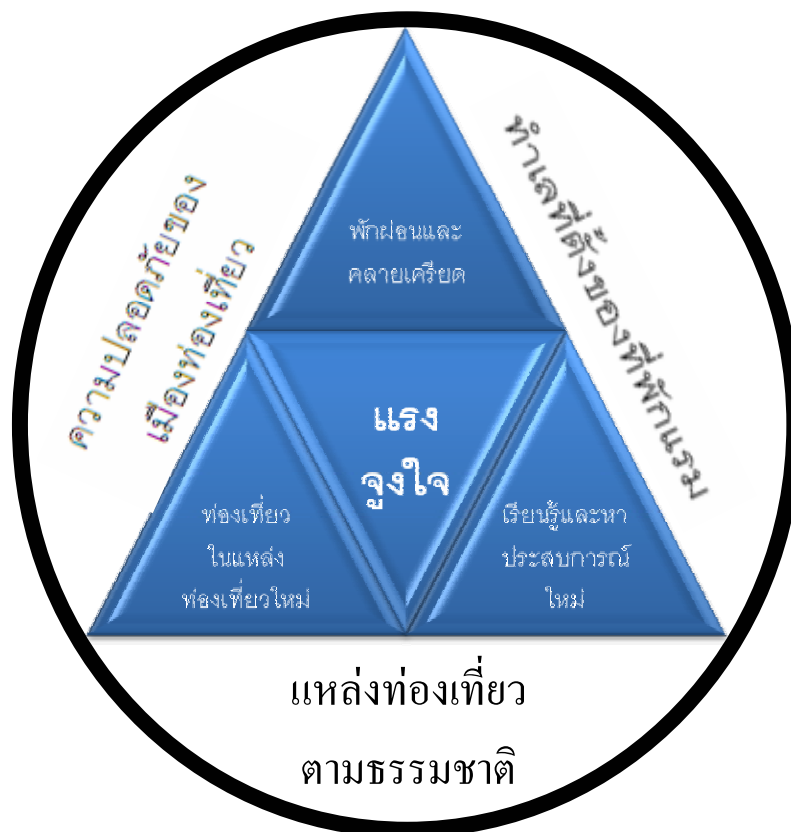 ความปลอดภัยของ
เมืองท่องเที่ยว
ทำเลที่ตั้งของที่พักแรม
พักผ่อนและ
คลายเครียด
แรง
จูงใจ
ท่องเที่ยว
ในแหล่ง
ท่องเที่ยวใหม่
เรียนรู้และหา
ประสบการณ์
ใหม่
แหล่งท่องเที่ยว
ตามธรรมชาติ